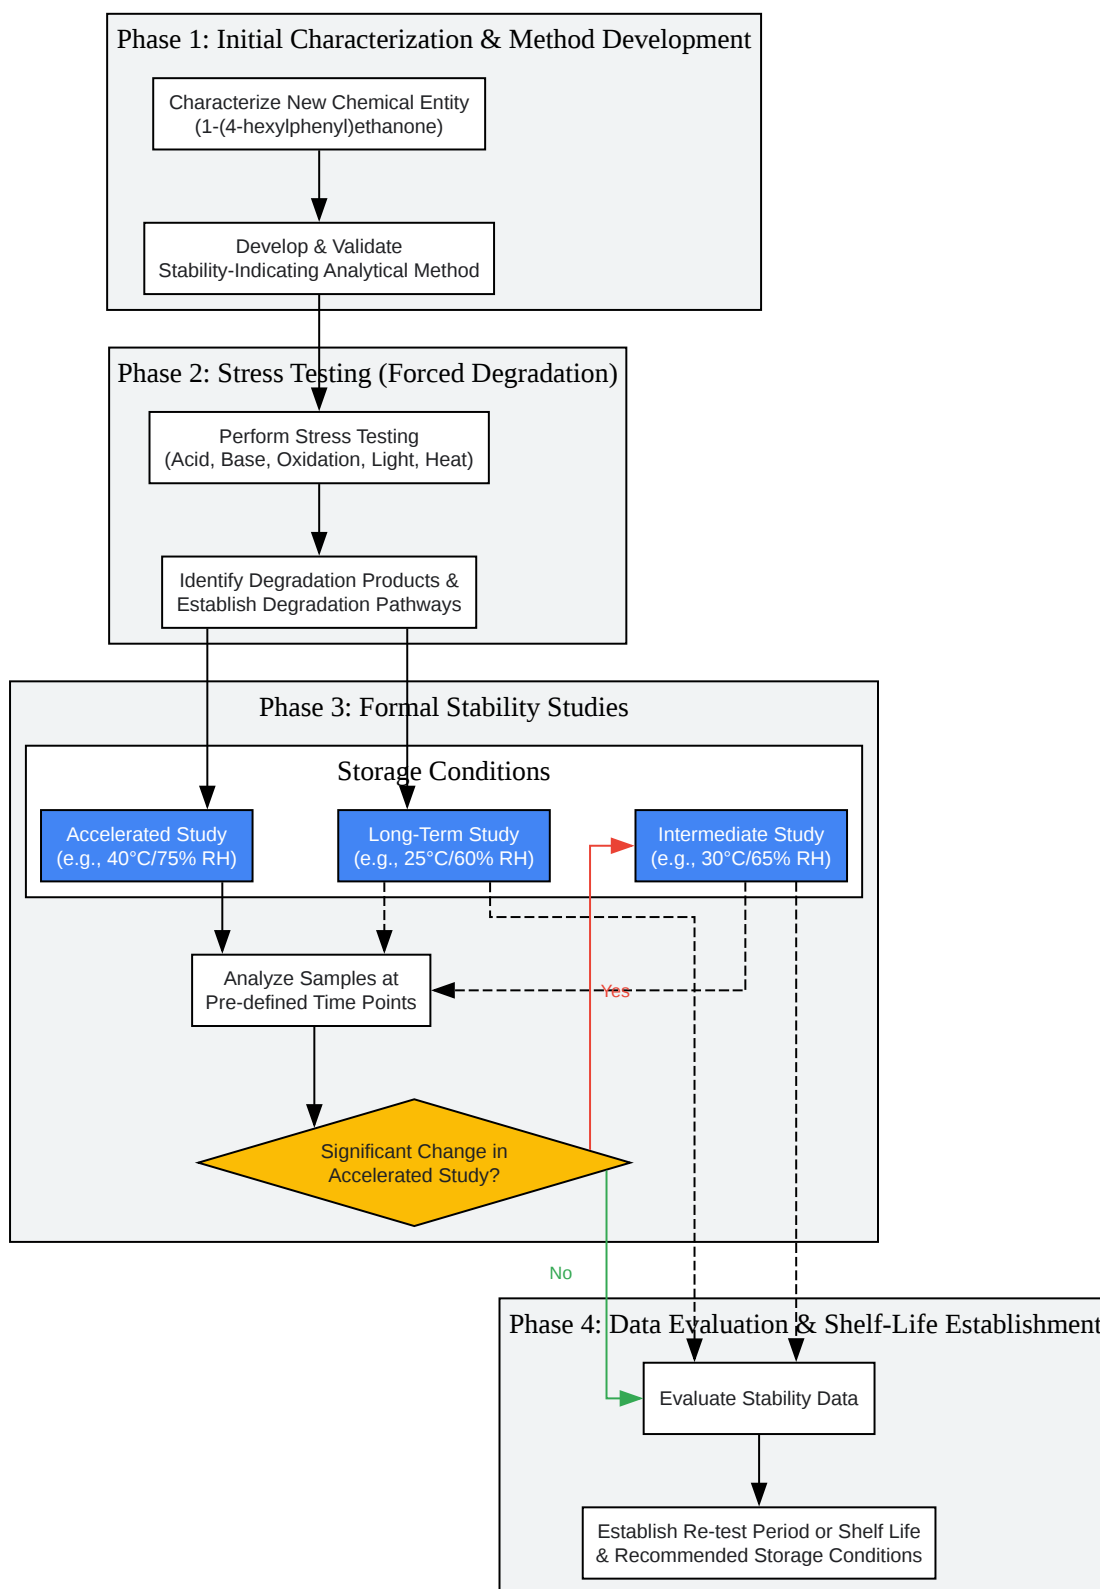 Phase 1: Initial Characterization & Method Development
Characterize New Chemical Entity
(1-(4-hexylphenyl)ethanone)
Develop & Validate
Stability-Indicating Analytical Method
Phase 2: Stress Testing (Forced Degradation)
Perform Stress Testing
(Acid, Base, Oxidation, Light, Heat)
Identify Degradation Products &
Establish Degradation Pathways
Phase 3: Formal Stability Studies
Storage Conditions
Accelerated Study
(e.g., 40°C/75% RH)
Long-Term Study
(e.g., 25°C/60% RH)
Intermediate Study
(e.g., 30°C/65% RH)
Analyze Samples at
Pre-defined Time Points
Yes
Significant Change in
Accelerated Study?
No
Phase 4: Data Evaluation & Shelf-Life Establishment
Evaluate Stability Data
Establish Re-test Period or Shelf Life
& Recommended Storage Conditions